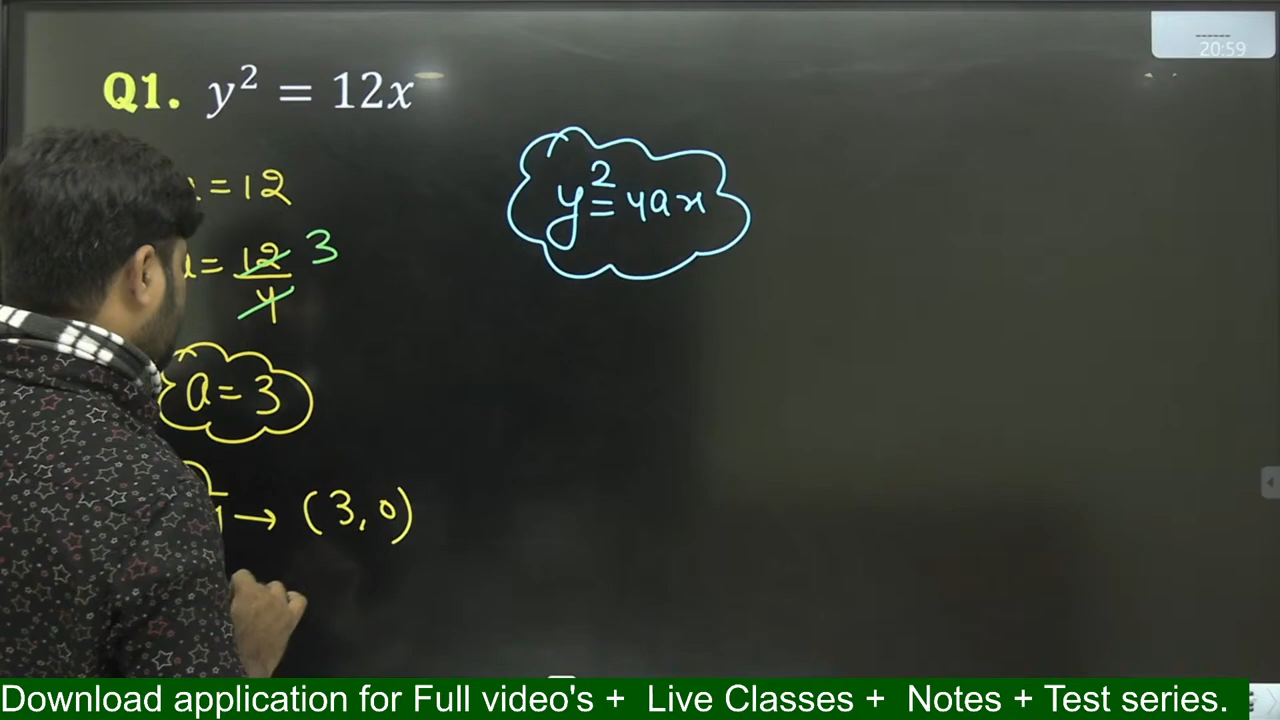 20:59
Q1. y² = 12x
= 12
y² = 4ax
= 12/4 3
a = 3
→ (3, 0)
Download application for Full video's + Live Classes + Notes + Test series.